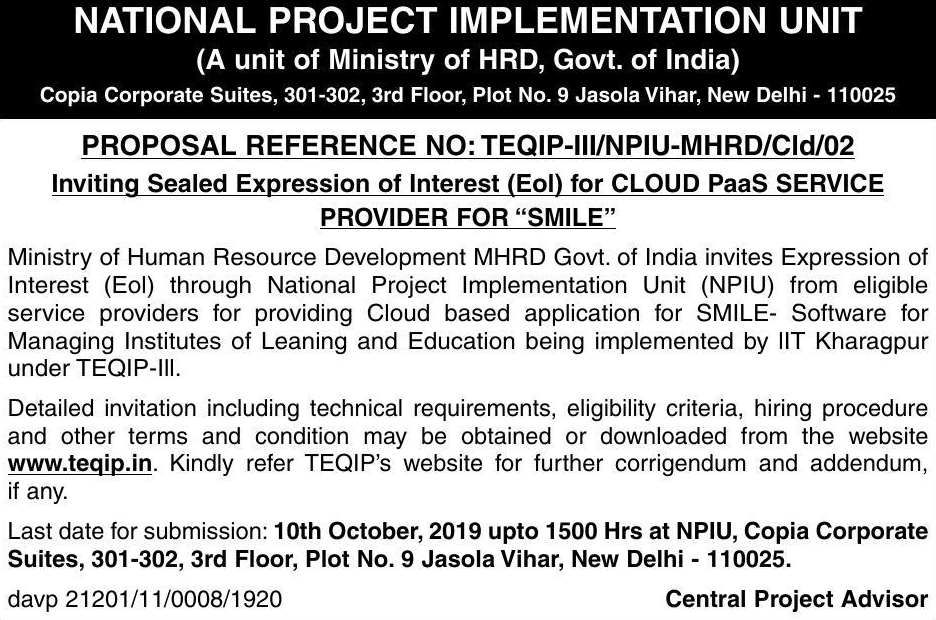 NATIONAL PROJECT IMPLEMENTATION UNIT
(A unit of Ministry of HRD, Govt. of India)
Copia Corporate Suites, 301-302, 3rd Floor, Plot No. 9 Jasola Vihar, New Delhi - 110025
PROPOSAL REFERENCE NO: TEQIP-III/NPIU-MHRD/Cld/02
Inviting Sealed Expression of Interest (EoI) for CLOUD PaaS SERVICE
PROVIDER FOR “SMILE”
Ministry of Human Resource Development MHRD Govt. of India invites Expression of
Interest (EoI) through National Project Implementation Unit (NPIU) from eligible
service providers for providing Cloud based application for SMILE- Software for
Managing Institutes of Leaning and Education being implemented by IIT Kharagpur
under TEQIP-III.
Detailed invitation including technical requirements, eligibility criteria, hiring procedure
and other terms and condition may be obtained or downloaded from the website
www.teqip.in. Kindly refer TEQIP’s website for further corrigendum and addendum,
if any.
Last date for submission: 10th October, 2019 upto 1500 Hrs at NPIU, Copia Corporate
Suites, 301-302, 3rd Floor, Plot No. 9 Jasola Vihar, New Delhi - 110025.
davp 21201/11/0008/1920 Central Project Advisor